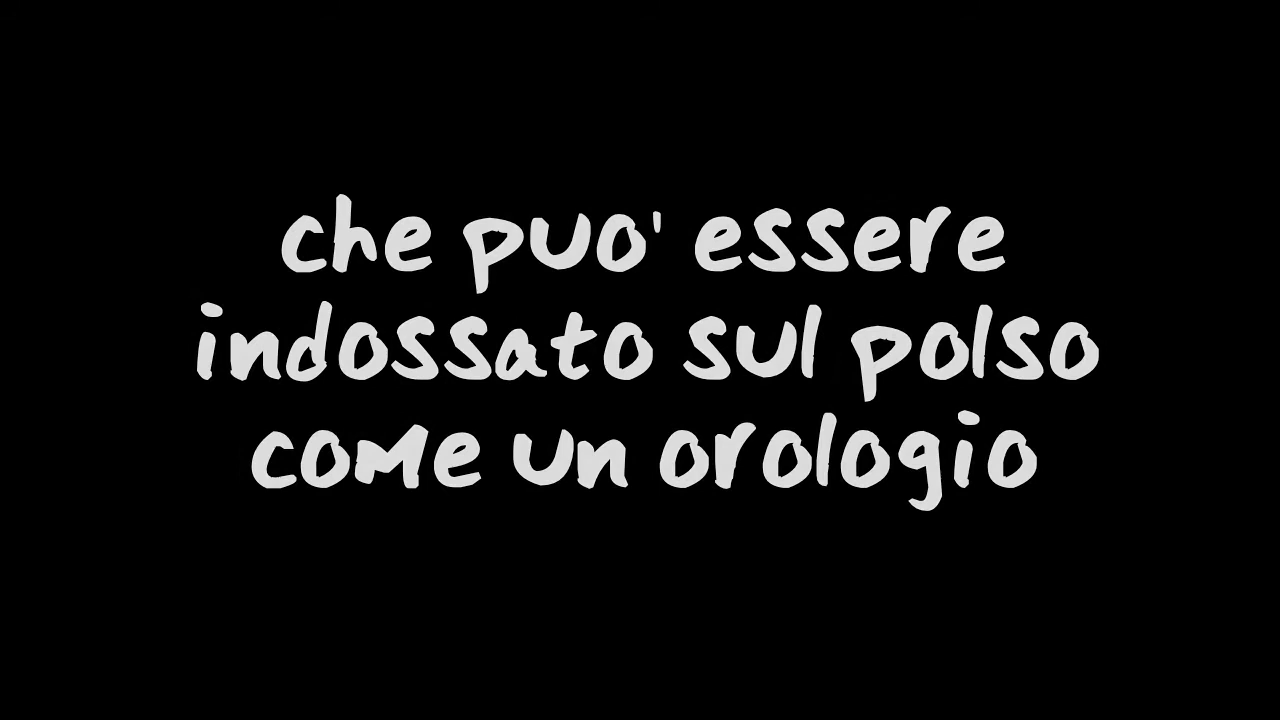 che puo' essere
indossato sul polso
come un orologio